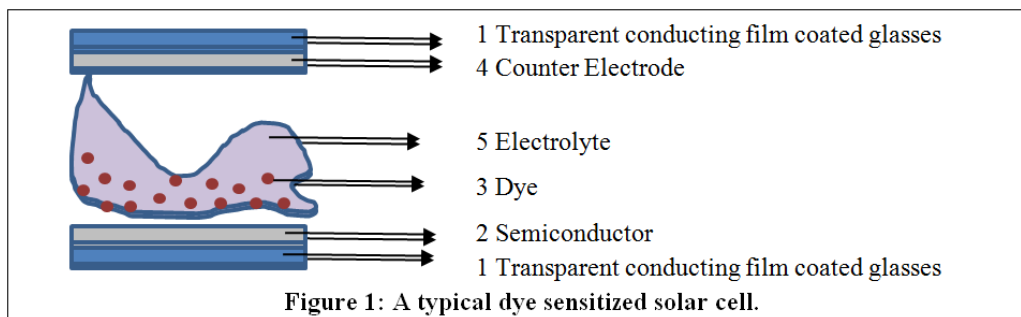 1 Transparent conducting film coated glasses
4 Counter Electrode
5 Electrolyte
3 Dye
2 Semiconductor
1 Transparent conducting film coated glasses
Figure 1: A typical dye sensitized solar cell.